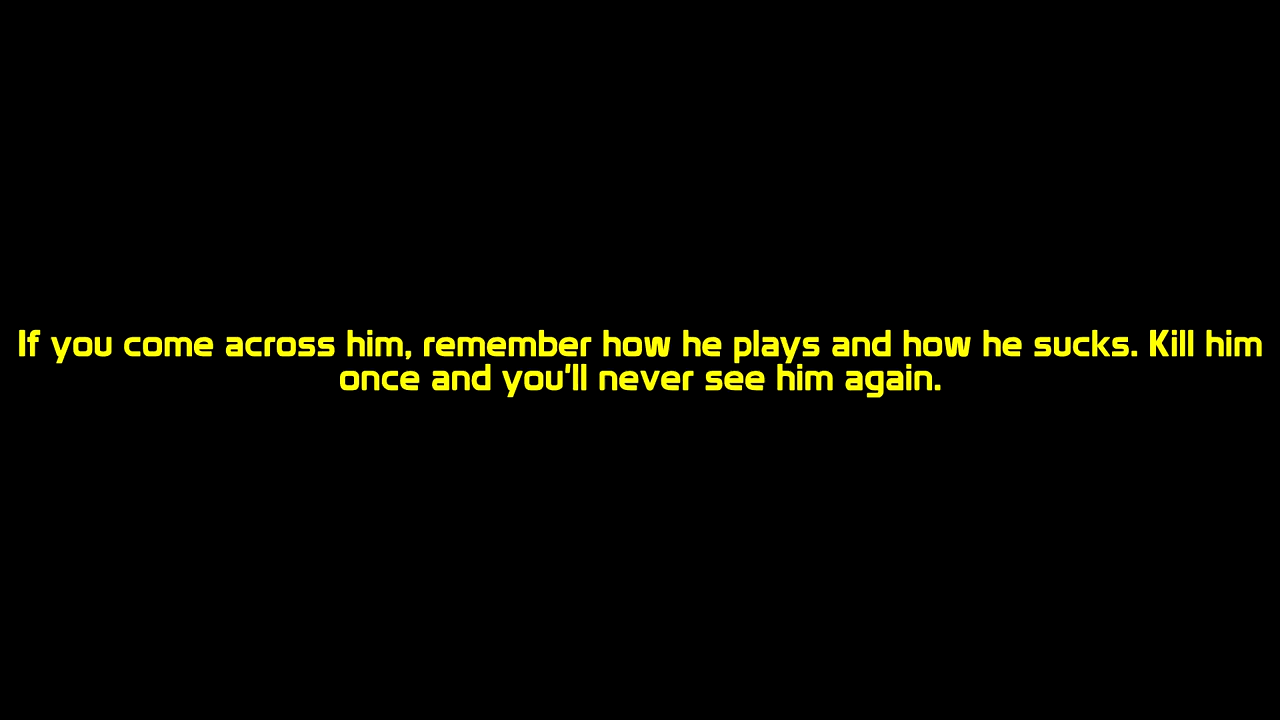 If you come across him, remember how he plays and how he sucks. Kill him
once and you'll never see him again.